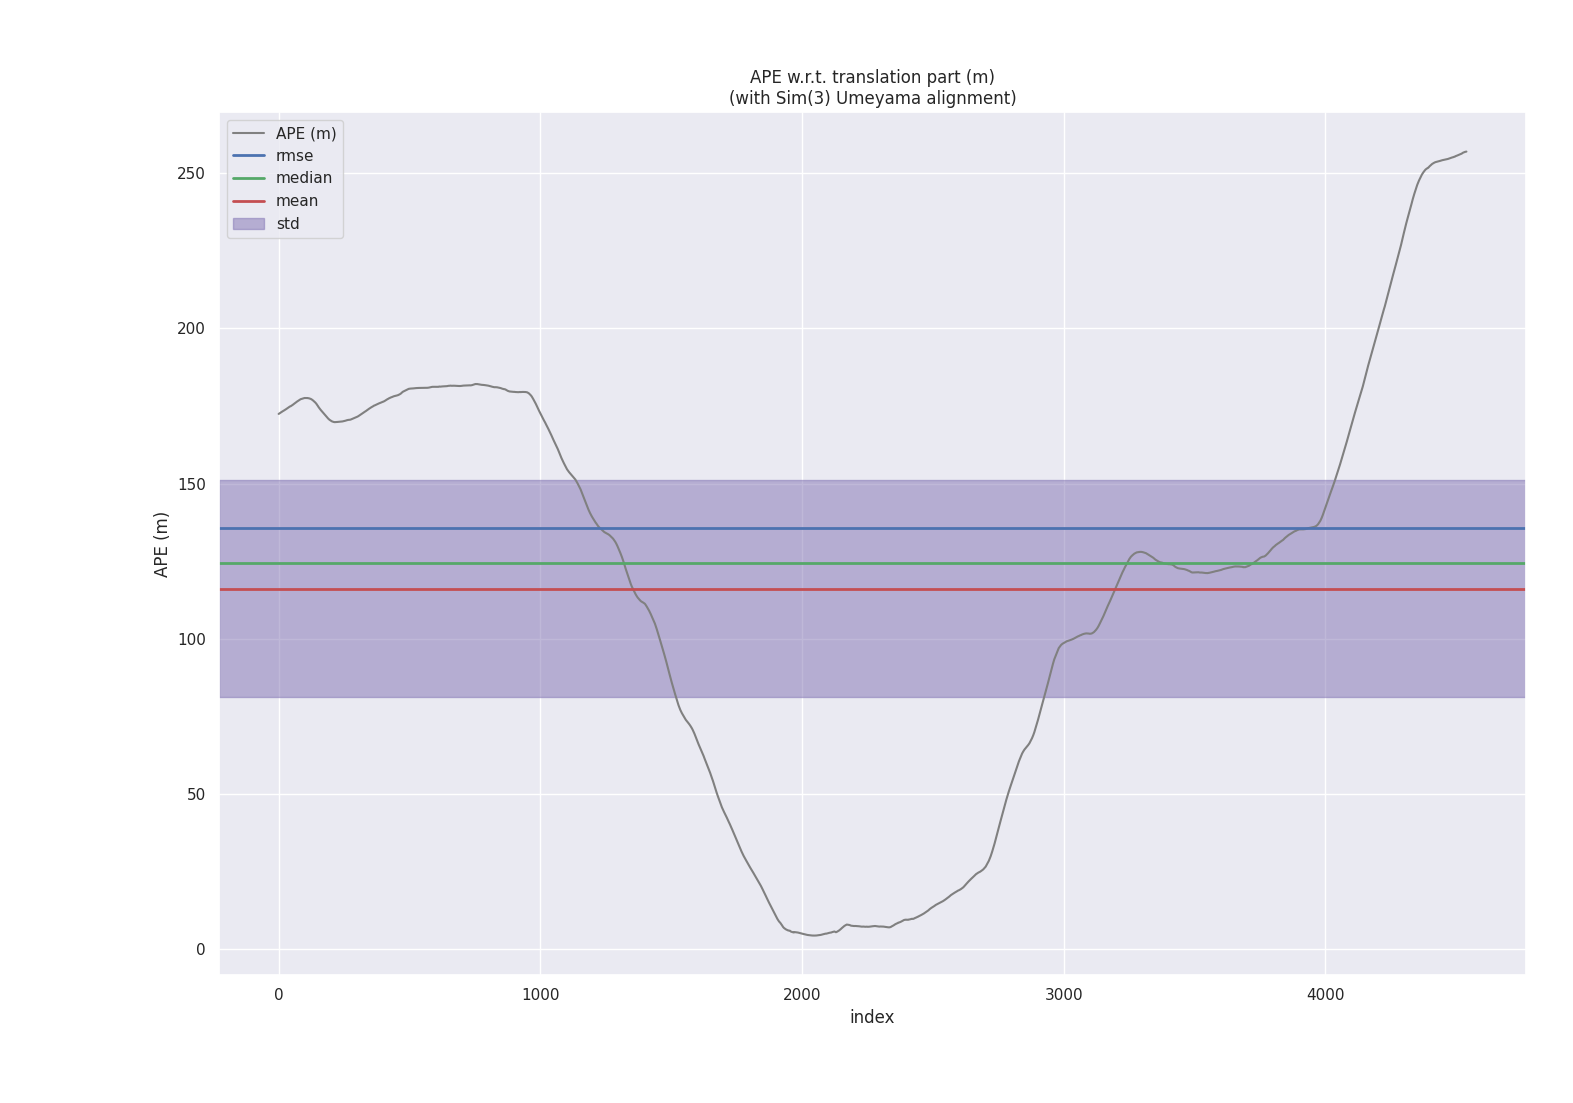 APE w.r.t. translation part (m)
(with Sim(3) Umeyama alignment)
APE (m)
rmse
median
mean
std
250
200
150
100
50
0
APE (m)
0 1000 2000 3000 4000
index